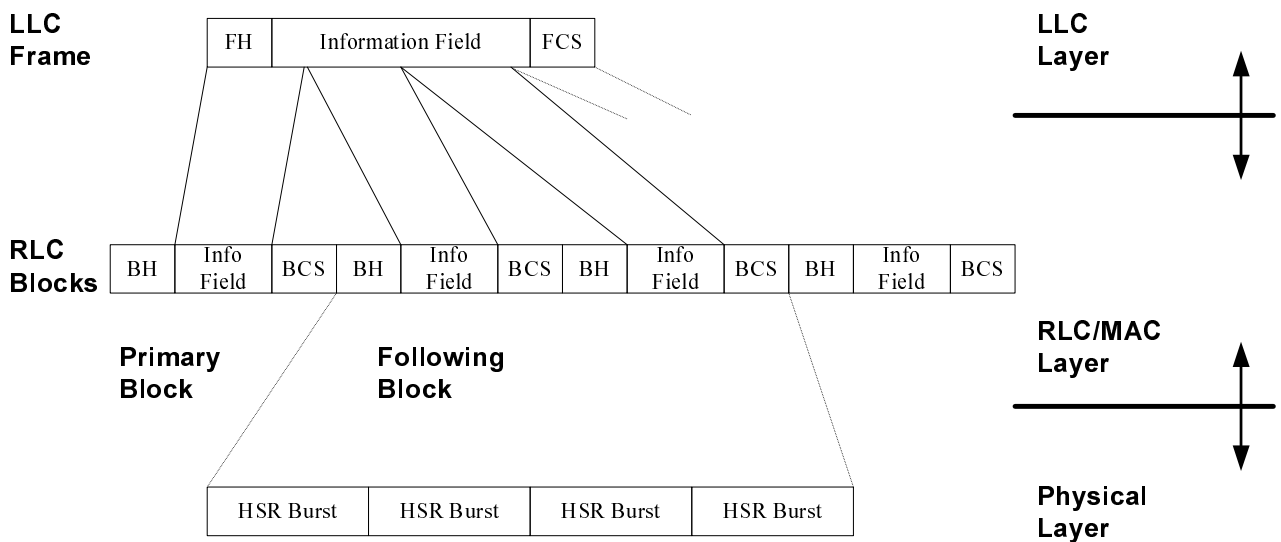 LLC
Frame
FH
Information Field
FCS
LLC
Layer
RLC
Blocks
BH
Info
Field
BCS
BH
Info
Field
BCS
BH
Info
Field
BCS
BH
Info
Field
BCS
Primary
Block
Following
Block
RLC/MAC
Layer
HSR Burst
HSR Burst
HSR Burst
HSR Burst
Physical
Layer